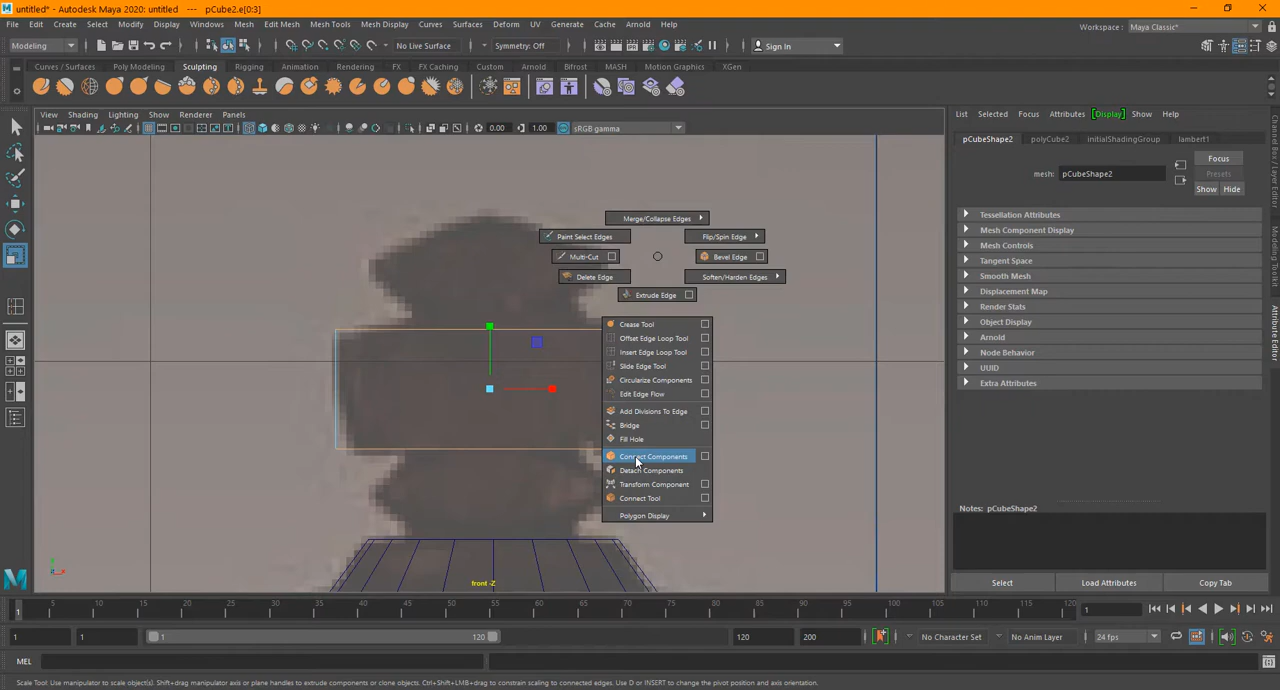 untitled* - Autodesk Maya 2020: untitled --- pCube2.e[0:3]
File Edit Create Select Modify Display Windows Mesh Edit Mesh Mesh Tools Mesh Display Curves Surfaces Deform UV Generate Cache Arnold Help
Workspace : Maya Classic*
Modeling No Live Surface Symmetry: Off Sign In
Curves / Surfaces Poly Modeling Sculpting Rigging Animation Rendering FX FX Caching Custom Arnold Bifrost MASH Motion Graphics XGen
View Shading Lighting Show Renderer Panels
0.00 1.00 sRGB gamma
List Selected Focus Attributes Display Show Help
pCubeShape2 polyCube2 initialShadingGroup lambert1
mesh: pCubeShape2
Focus
Presets
Show Hide
Tessellation Attributes
Mesh Component Display
Mesh Controls
Tangent Space
Smooth Mesh
Displacement Map
Render Stats
Object Display
Arnold
Node Behavior
UUID
Extra Attributes
Notes: pCubeShape2
Select Load Attributes Copy Tab
Channel Box / Layer Editor
Modeling Toolkit
Attribute Editor
Merge/Collapse Edges
Paint Select Edges Flip/Spin Edge
Multi-Cut Bevel Edge
Delete Edge Soften/Harden Edges
Extrude Edge
Crease Tool
Offset Edge Loop Tool
Insert Edge Loop Tool
Slide Edge Tool
Circularize Components
Edit Edge Flow
Add Divisions To Edge
Bridge
Fill Hole
Connect Components
Detach Components
Transform Component
Connect Tool
Polygon Display
front -Z
5 10 15 20 25 30 35 40 45 50 55 60 65 70 75 80 85 90 95 100 105 110 115 120
1
1
1 1 1 120 120 200 No Character Set No Anim Layer 24 fps
MEL
Scale Tool: Use manipulator to scale object(s). Shift+drag manipulator axis or plane handles to extrude components or clone objects. Ctrl+Shift+LMB+drag to constrain scaling to connected edges. Use D or INSERT to change the pivot position and axis orientation.